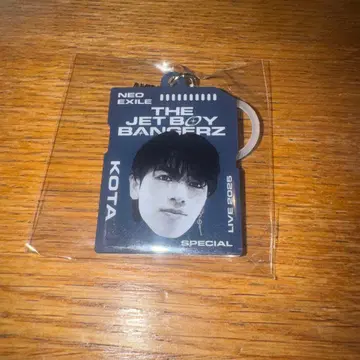 NEO
EXILE
THE
JET BOY
BANGERZ
KOTA
LIVE 2025
SPECIAL